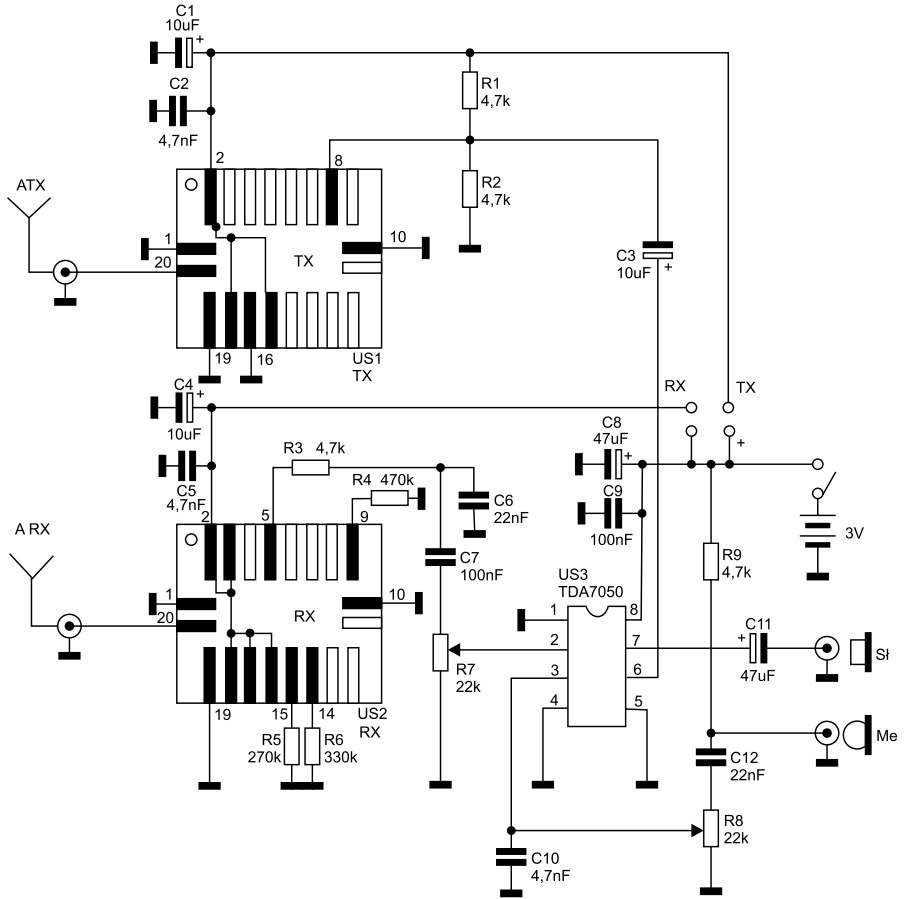 C1
10uF +
C2
4,7nF
R1
4,7k
R2
4,7k
2
8
ATX
1
20
10
TX
19
16
US1
TX
C3
10uF +
RX
TX
+
C4
+
10uF
C5
4,7nF
R3 4,7k
R4 470k
C6
22nF
C7
100nF
C8
47uF
+
C9
100nF
3V
R9
4,7k
2
5
9
A RX
1
20
10
RX
19
15
14
US2
RX
R5
270k
R6
330k
R7
22k
US3
TDA7050
1
2
3
4
8
7
6
5
C11
+
47uF
Sł
Me
C12
22nF
R8
22k
C10
4,7nF